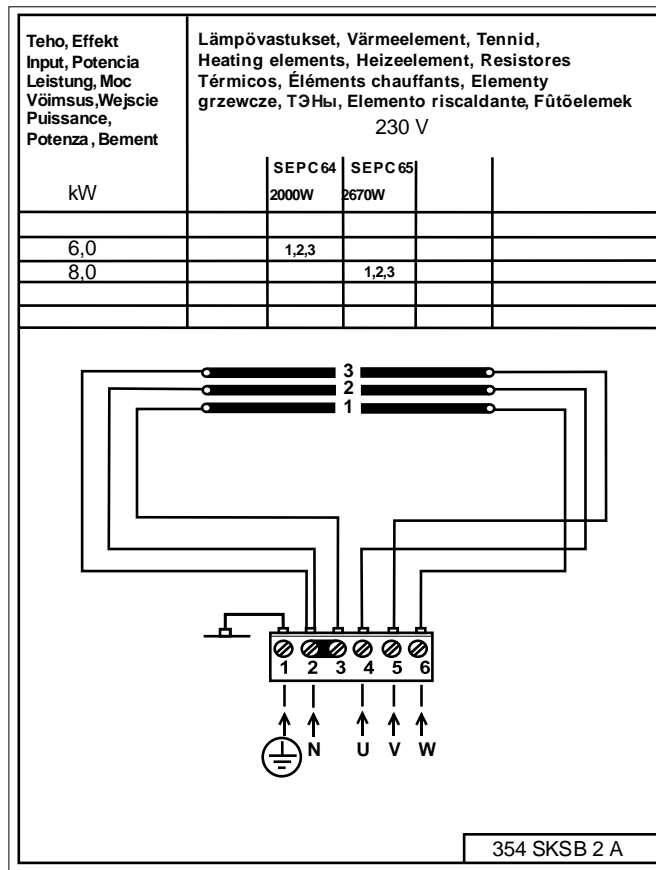 Teho, Effekt
Input, Potencia
Leistung, Moc
Vöimsus,Wejscie
Puissance,
Potenza, Bement
Lämpövastukset, Värmeelement, Tennid,
Heating elements, Heizeelement, Resistores
Térmicos, Éléments chauffants, Elementy
grzewcze, ТЭНы, Elemento riscaldante, Fûtõelemek
230 V
kW
SEPC64 SEPC65
2000W 2670W
6,0 1,2,3
8,0 1,2,3
3
2
1
1 2 3 4 5 6
N U V W
354 SKSB 2 A